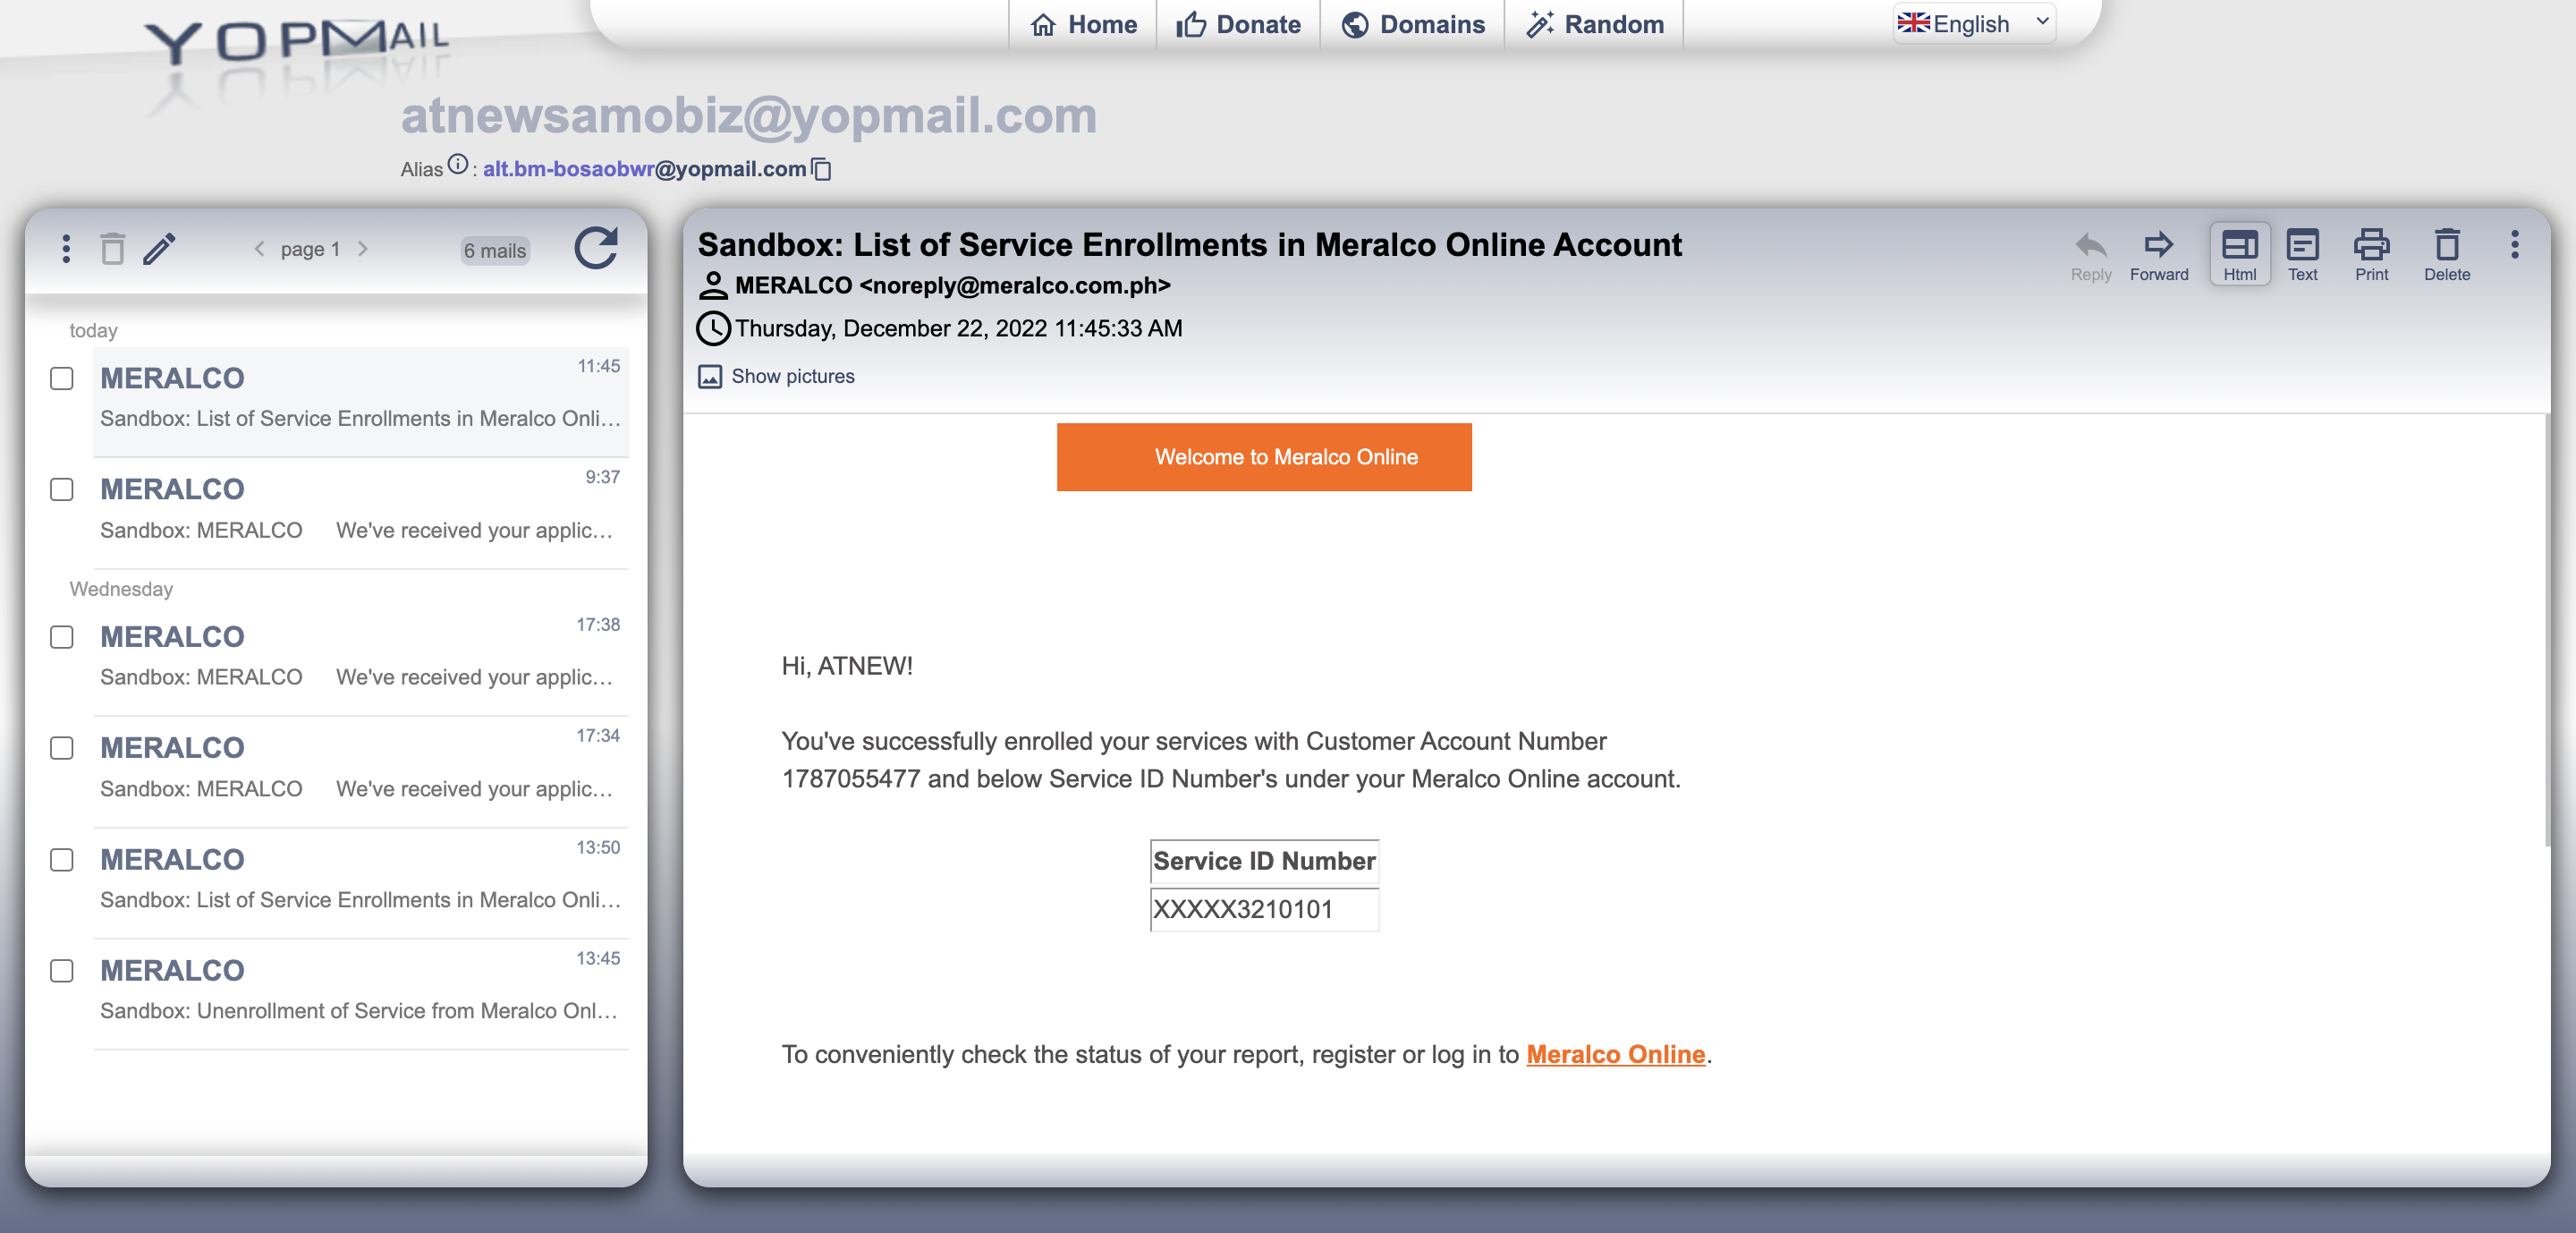 YOPMAIL
Home
Donate
Domains
Random
English
atnewsamobiz@yopmail.com
Alias : alt.bm-bosaobwr@yopmail.com
page 1
6 mails
today
MERALCO
11:45
Sandbox: List of Service Enrollments in Meralco Onli…
MERALCO
9:37
Sandbox: MERALCO We've received your applic…
Wednesday
MERALCO
17:38
Sandbox: MERALCO We've received your applic…
MERALCO
17:34
Sandbox: MERALCO We've received your applic…
MERALCO
13:50
Sandbox: List of Service Enrollments in Meralco Onli…
MERALCO
13:45
Sandbox: Unenrollment of Service from Meralco Onl…
Sandbox: List of Service Enrollments in Meralco Online Account
MERALCO <noreply@meralco.com.ph>
Thursday, December 22, 2022 11:45:33 AM
Show pictures
Reply
Forward
Html
Text
Print
Delete
Welcome to Meralco Online
Hi, ATNEW!
You've successfully enrolled your services with Customer Account Number
1787055477 and below Service ID Number's under your Meralco Online account.
Service ID Number
XXXXX3210101
To conveniently check the status of your report, register or log in to Meralco Online.